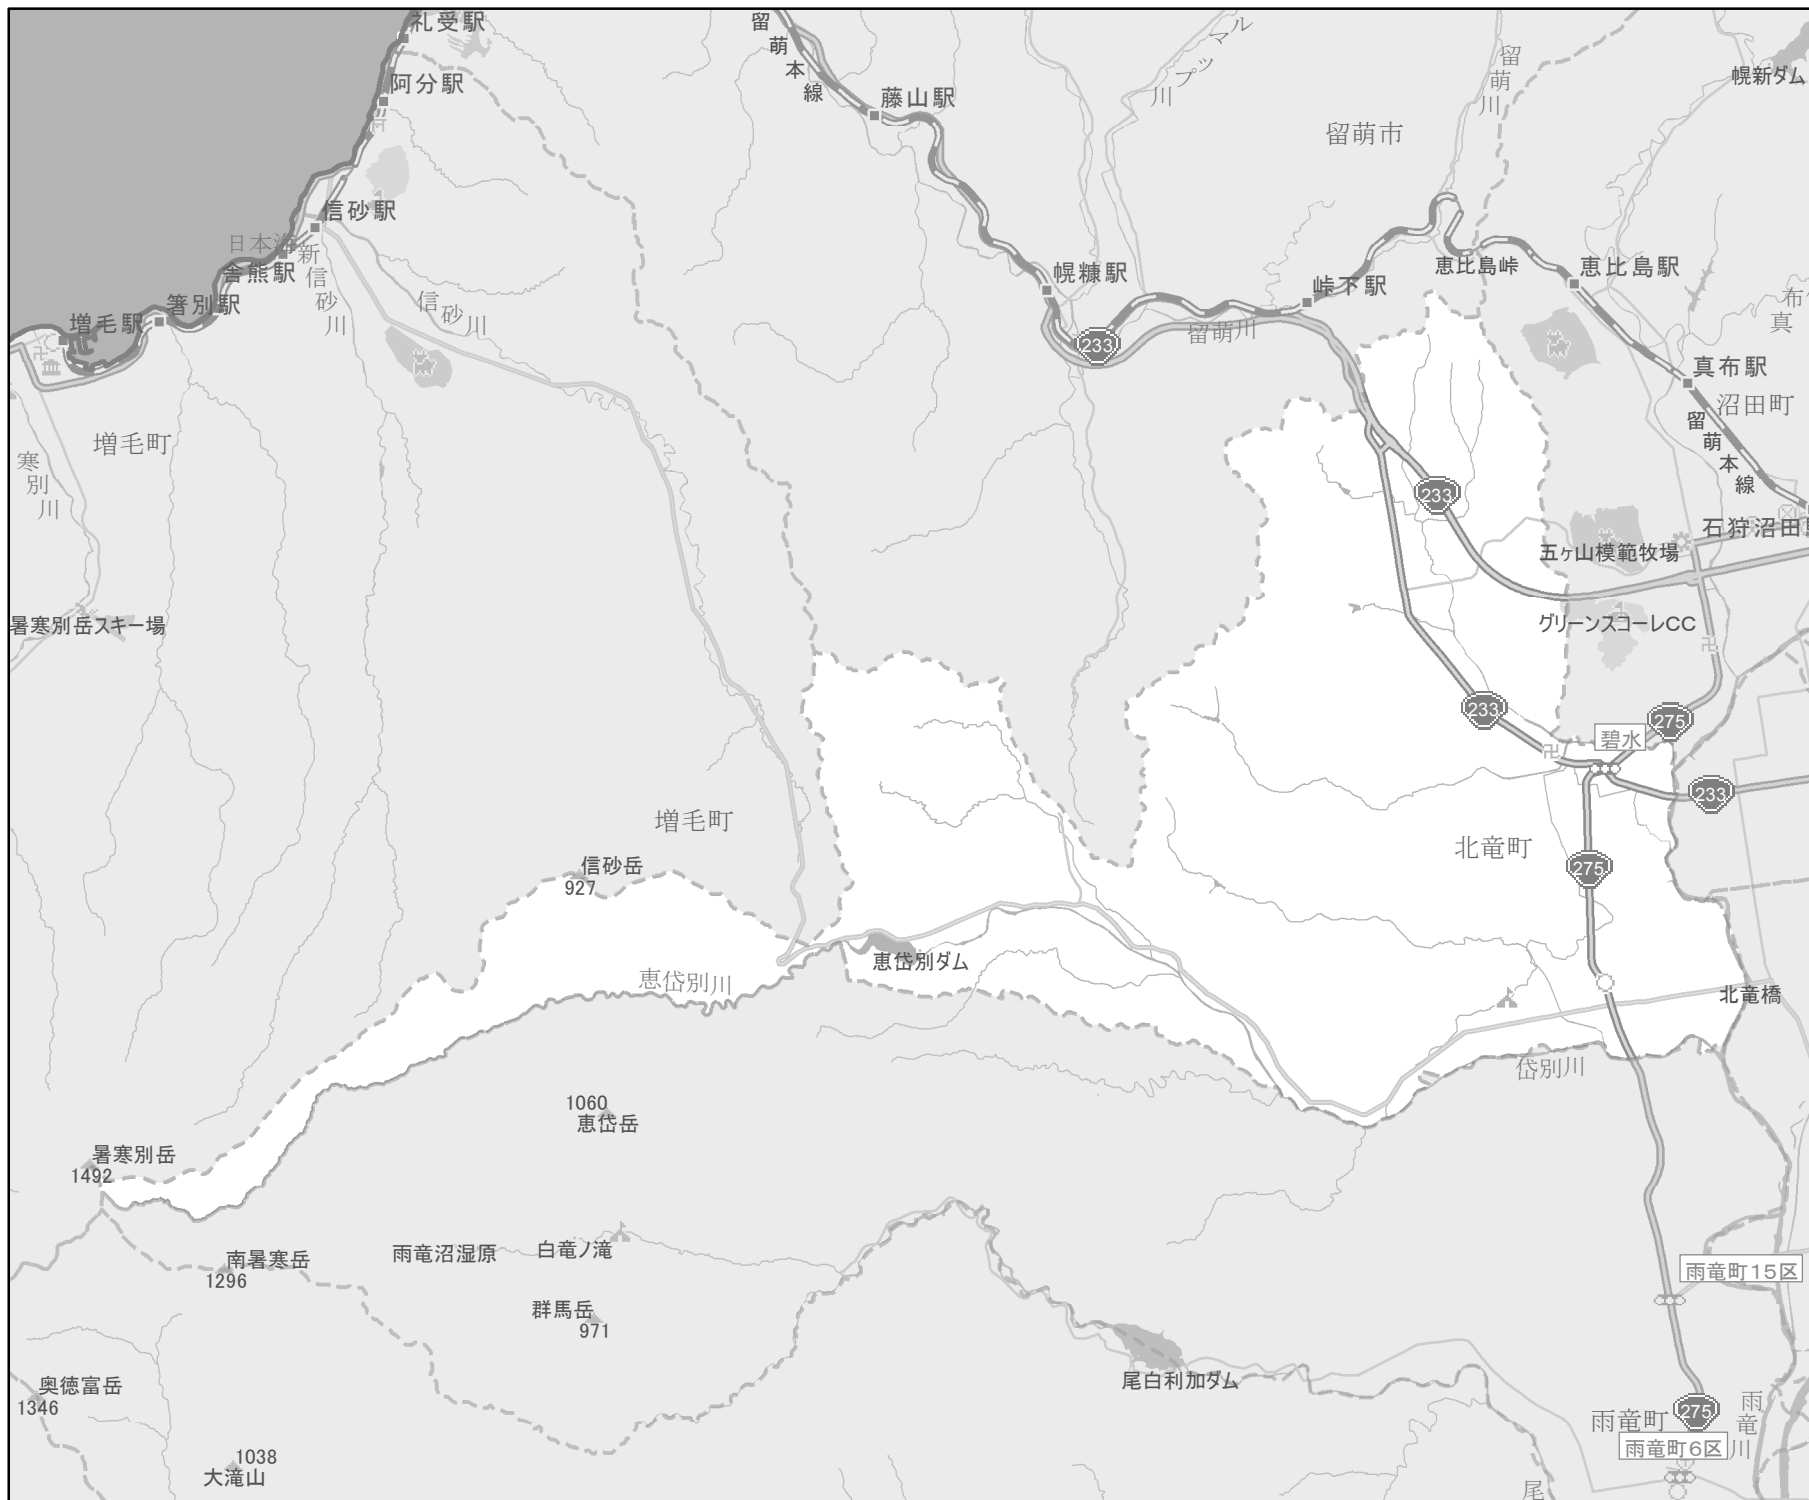 礼受駅
留萌本線
ルプツマル川
留萌川
幌新ダム
阿分駅
藤山駅
留萌市
信砂駅
日本海
舎熊駅
新信砂川
信砂川
幌糠駅
峠下駅
恵比島峠
恵比島駅
布
真
箸別駅
増毛駅
留萌川
233
真布駅
沼田町
留萌本線
増毛町
寒別川
233
石狩沼田
五ヶ山模範牧場
暑寒別岳スキー場
グリーンスコーレCC
233
275
碧水
233
増毛町
北竜町
信砂岳
927
275
恵岱別川
恵岱別ダム
北竜橋
岱別川
1060
恵岱岳
暑寒別岳
1492
南暑寒岳
1296
雨竜沼湿原
白竜ノ滝
雨竜町15区
群馬岳
971
尾白利加ダム
奥徳富岳
1346
雨竜町
275
雨竜川
雨竜町6区
1038
大滝山
尾